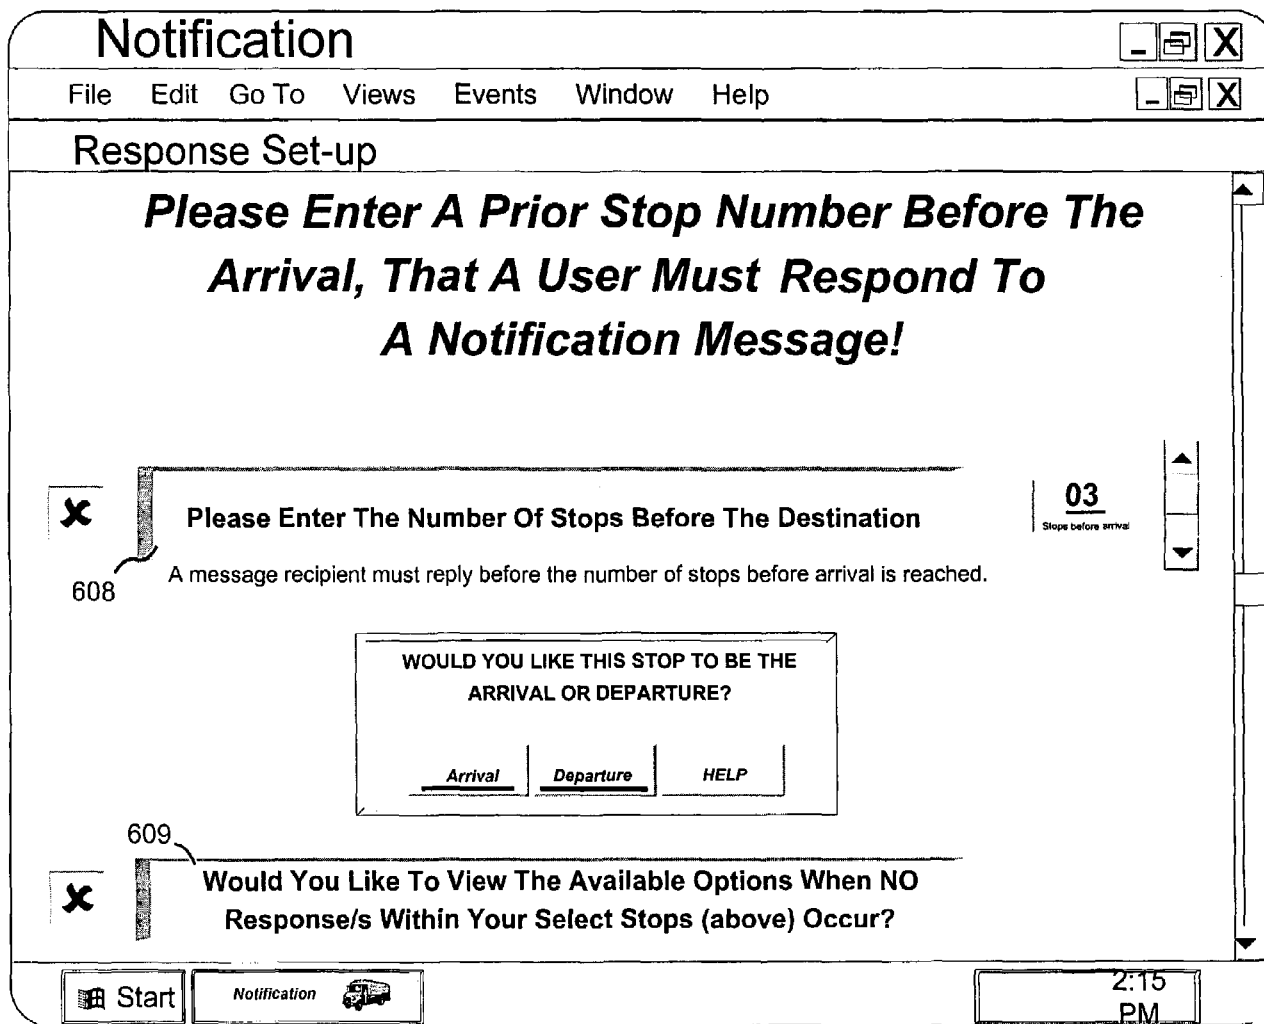 Notification
File Edit Go To Views Events Window Help
Response Set-up
Please Enter A Prior Stop Number Before The
Arrival, That A User Must Respond To
A Notification Message!
Please Enter The Number Of Stops Before The Destination
03
Stops before arrival
608
A message recipient must reply before the number of stops before arrival is reached.
WOULD YOU LIKE THIS STOP TO BE THE
ARRIVAL OR DEPARTURE?
Arrival Departure HELP
609
Would You Like To View The Available Options When NO
Response/s Within Your Select Stops (above) Occur?
Start Notification 2:15
PM